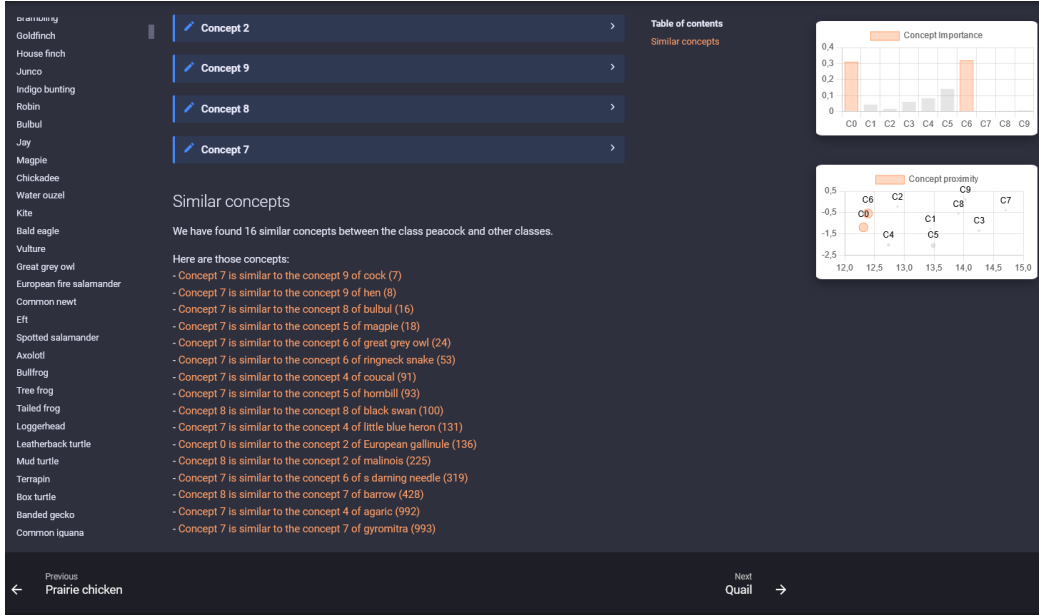 Brambling
Goldfinch
House finch
Junco
Indigo bunting
Robin
Bulbul
Jay
Magpie
Chickadee
Water ouzel
Kite
Bald eagle
Vulture
Great grey owl
European fire salamander
Common newt
Eft
Spotted salamander
Axolotl
Bullfrog
Tree frog
Tailed frog
Loggerhead
Leatherback turtle
Mud turtle
Terrapin
Box turtle
Banded gecko
Common iguana
Concept 2
Concept 9
Concept 8
Concept 7
Similar concepts
We have found 16 similar concepts between the class peacock and other classes.
Here are those concepts:
- Concept 7 is similar to the concept 9 of cock (7)
- Concept 7 is similar to the concept 9 of hen (8)
- Concept 7 is similar to the concept 8 of bulbul (16)
- Concept 7 is similar to the concept 5 of magpie (18)
- Concept 7 is similar to the concept 6 of great grey owl (24)
- Concept 7 is similar to the concept 6 of ringneck snake (53)
- Concept 7 is similar to the concept 4 of coucal (91)
- Concept 7 is similar to the concept 5 of hornbill (93)
- Concept 8 is similar to the concept 8 of black swan (100)
- Concept 7 is similar to the concept 4 of little blue heron (131)
- Concept 0 is similar to the concept 2 of European gallinule (136)
- Concept 8 is similar to the concept 2 of malinois (225)
- Concept 7 is similar to the concept 6 of s darning needle (319)
- Concept 8 is similar to the concept 7 of barrow (428)
- Concept 7 is similar to the concept 4 of agaric (992)
- Concept 7 is similar to the concept 7 of gyromitra (993)
Table of contents
Similar concepts
Concept Importance
0,4
0,3
0,2
0,1
0
C0 C1 C2 C3 C4 C5 C6 C7 C8 C9
Concept proximity
0,5
-0,5
-1,5
-2,5
C9
C6 C2 C8 C7
C0 C1 C3
C4 C5
12,0 12,5 13,0 13,5 14,0 14,5 15,0
Previous
Prairie chicken
Next
Quail